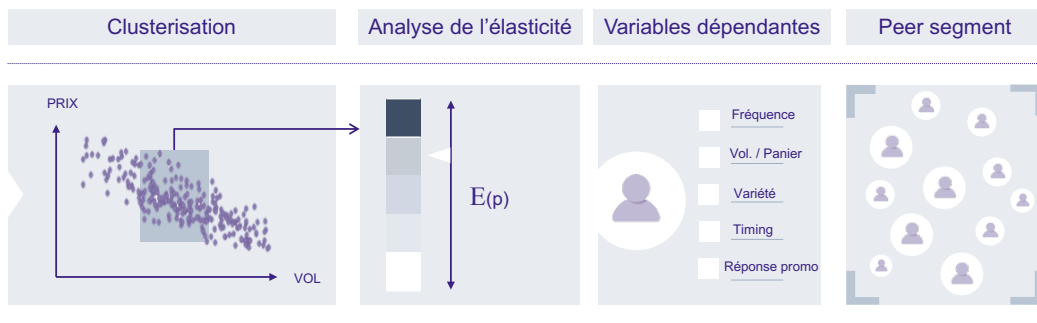 Clusterisation
Analyse de l'élasticité
Variables dépendantes
Peer segment
PRIX
VOL
E(p)
Fréquence
Vol. / Panier
Variété
Timing
Réponse promo